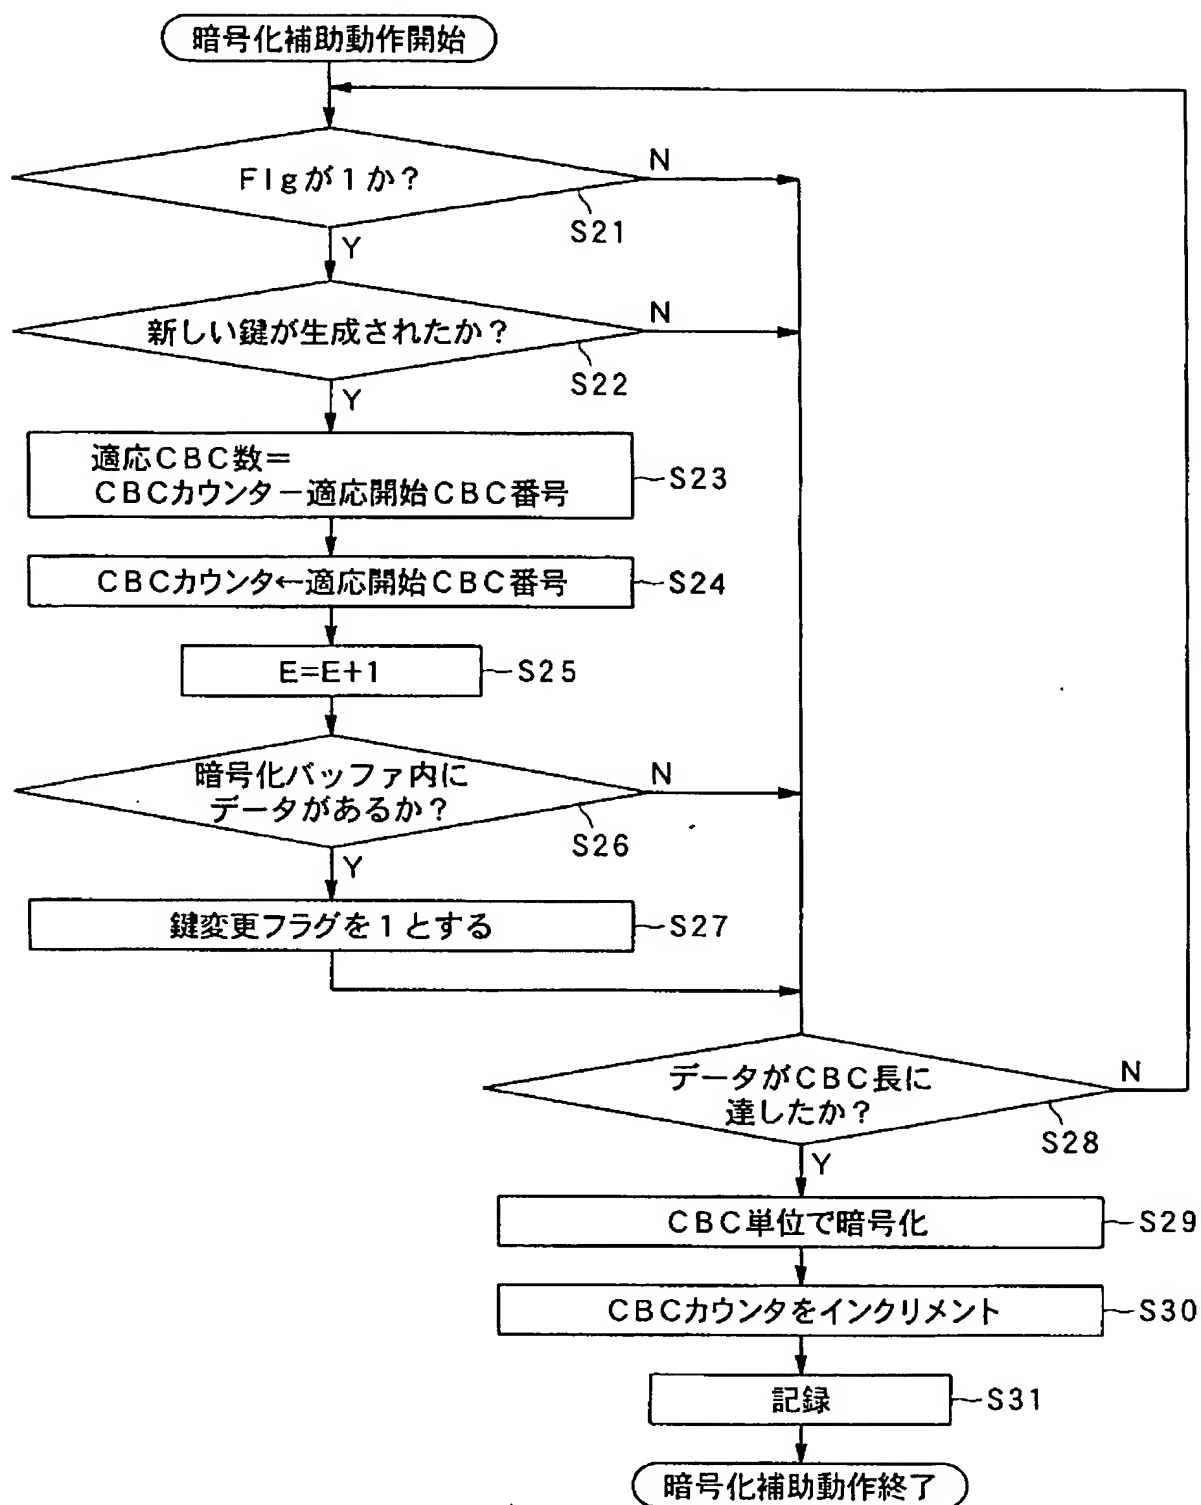 暗号化補助動作開始
Flgが1か?
N
S21
Y
新しい鍵が生成されたか?
N
S22
Y
適応CBC数=
CBCカウンター適応開始CBC番号
S23
CBCカウンタ←適応開始CBC番号
S24
E=E+1
S25
暗号化バッファ内に
データがあるか?
N
S26
Y
鍵変更フラグを1とする
S27
データがCBC長に
達したか?
N
S28
Y
CBC単位で暗号化
S29
CBCカウンタをインクリメント
S30
記録
S31
暗号化補助動作終了